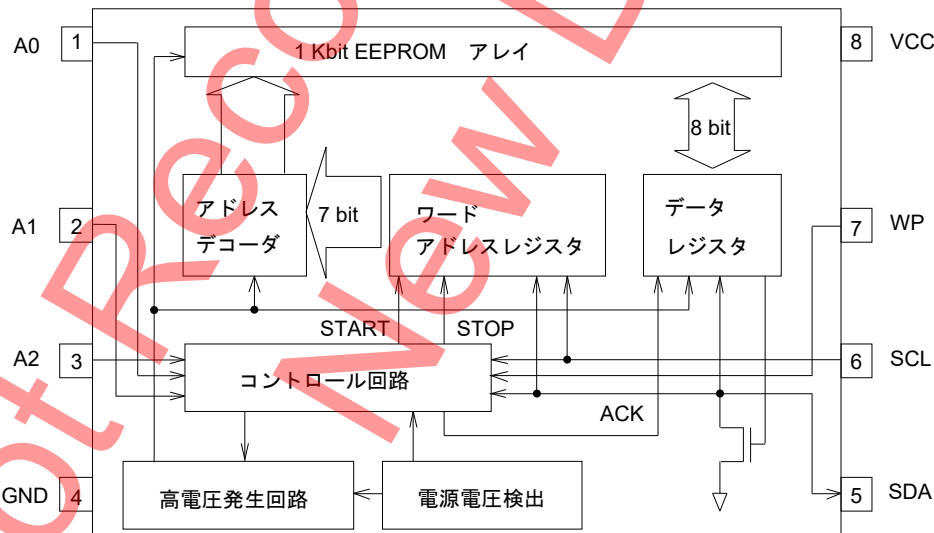 A0 1
1 Kbit EEPROM アレイ
8 VCC
8 bit
アドレス
デコーダ
7 bit
ワード
アドレスレジスタ
データ
レジスタ
A1 2
7 WP
START STOP
A2 3
コントロール回路
6 SCL
ACK
GND 4
高電圧発生回路
電源電圧検出
5 SDA
ot Reco
New D